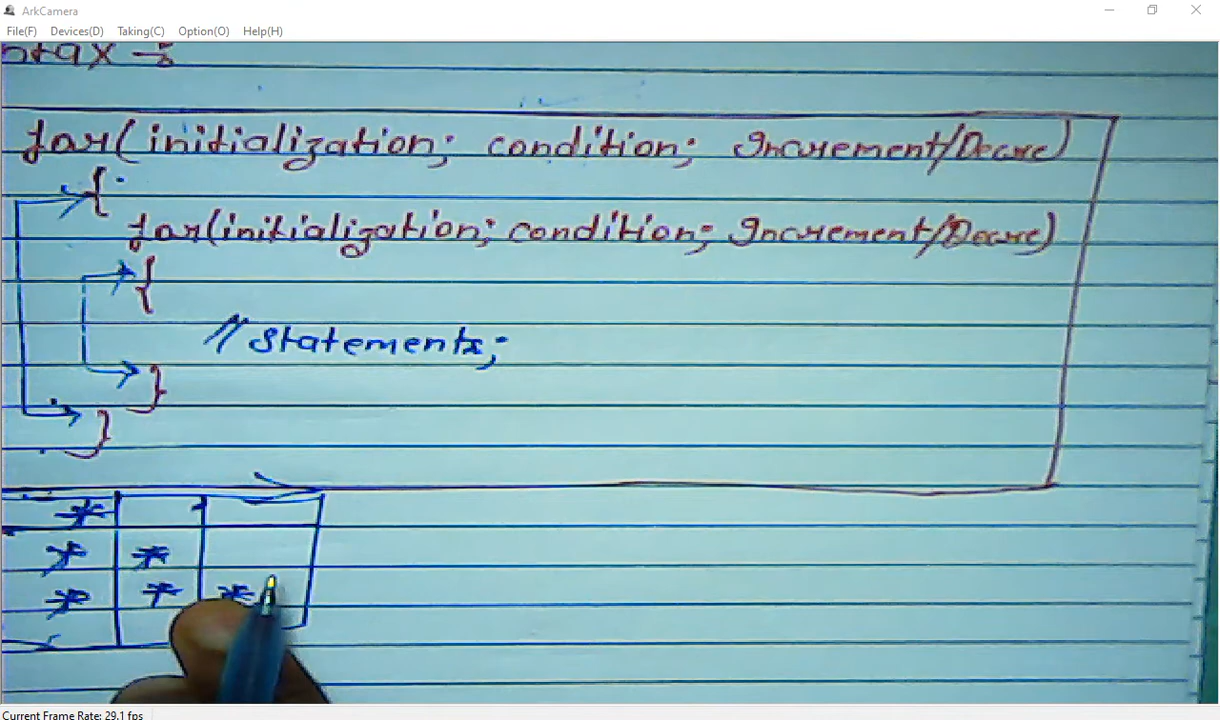 ArkCamera
File(F) Devices(D) Taking(C) Option(O) Help(H)
ntax :-
for(initialization; condition; Increment/Decre)
{
for(initialization; condition; Increment/Decre)
{
// Statements;
}
}
*
* *
* * *
Current Frame Rate: 29.1 fps